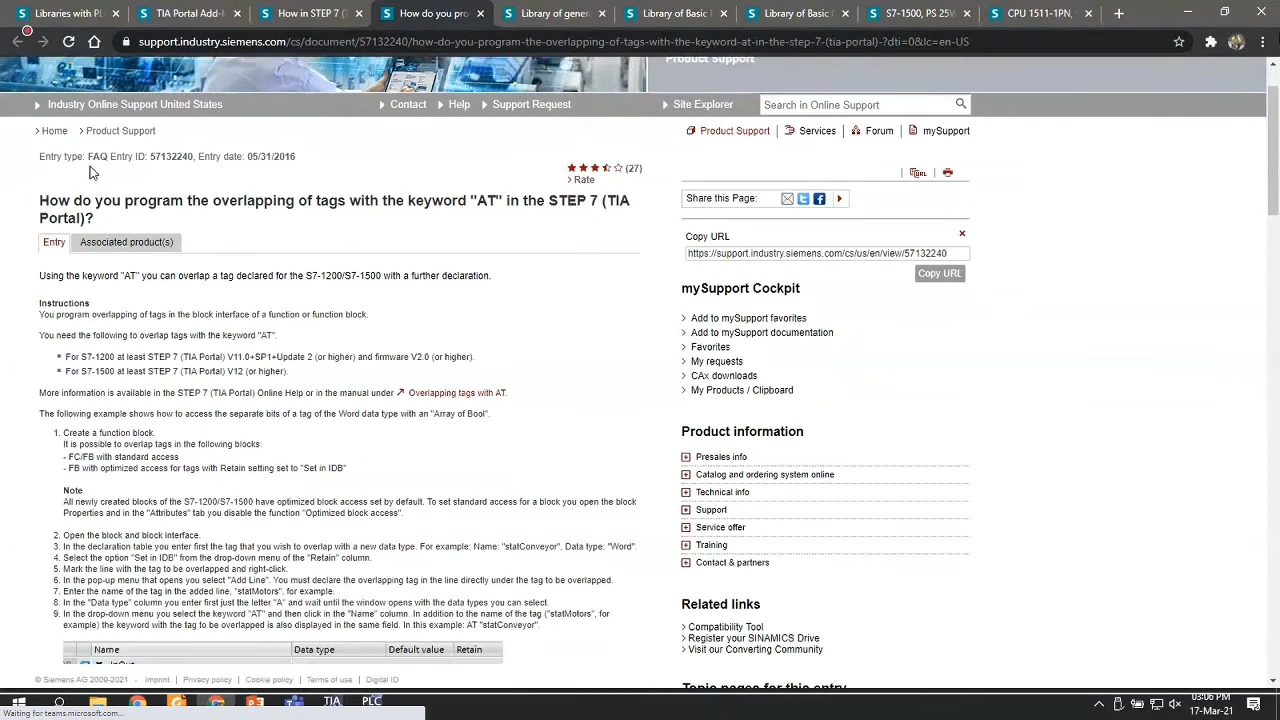 Library with PL
TIA Portal Add-I
How in STEP 7 (T
How do you pro
Library of gener
Library of Basic
Library of Basic
S7-1500, PS 25W
CPU 1511-1PN,
support.industry.siemens.com/cs/document/57132240/how-do-you-program-the-overlapping-of-tags-with-the-keyword-at-in-the-step-7-(tia-portal)-?dti=0&lc=en-US
Product Support
Industry Online Support United States
Contact
Help
Support Request
Site Explorer
Search in Online Support
> Home > Product Support
Product Support
Services
Forum
mySupport
Entry type: FAQ Entry ID: 57132240, Entry date: 05/31/2016
(27)
> Rate
URL
Share this Page:
How do you program the overlapping of tags with the keyword "AT" in the STEP 7 (TIA
Portal)?
Copy URL
https://support.industry.siemens.com/cs/us/en/view/57132240
Copy URL
Entry
Associated product(s)
Using the keyword "AT" you can overlap a tag declared for the S7-1200/S7-1500 with a further declaration.
Instructions
You program overlapping of tags in the block interface of a function or function block.
You need the following to overlap tags with the keyword "AT".
For S7-1200 at least STEP 7 (TIA Portal) V11.0+SP1+Update 2 (or higher) and firmware V2.0 (or higher).
For S7-1500 at least STEP 7 (TIA Portal) V12 (or higher).
More information is available in the STEP 7 (TIA Portal) Online Help or in the manual under Overlapping tags with AT.
The following example shows how to access the separate bits of a tag of the Word data type with an "Array of Bool".
1. Create a function block.
It is possible to overlap tags in the following blocks:
- FC/FB with standard access
- FB with optimized access for tags with Retain setting set to "Set in IDB"
Note
All newly created blocks of the S7-1200/S7-1500 have optimized block access set by default. To set standard access for a block you open the block
Properties and in the "Attributes" tab you disable the function "Optimized block access".
2. Open the block and block interface.
3. In the declaration table you enter first the tag that you wish to overlap with a new data type. For example: Name: "statConveyor", Data type: "Word".
4. Select the option "Set in IDB" from the drop-down menu of the "Retain" column.
5. Mark the line with the tag to be overlapped and right-click.
6. In the pop-up menu that opens you select "Add Line". You must declare the overlapping tag in the line directly under the tag to be overlapped.
7. Enter the name of the tag in the added line, "statMotors", for example.
8. In the "Data type" column you enter first just the letter "A" and wait until the window opens with the data types you can select.
9. In the drop-down menu you select the keyword "AT" and then click in the "Name" column. In addition to the name of the tag ("statMotors", for
example) the keyword with the tag to be overlapped is also displayed in the same field. In this example: AT "statConveyor".
Name
Data type
Default value
Retain
mySupport Cockpit
> Add to mySupport favorites
> Add to mySupport documentation
> Favorites
> My requests
> CAx downloads
> My Products / Clipboard
Product information
Presales info
Catalog and ordering system online
Technical info
Support
Service offer
Training
Contact & partners
Related links
> Compatibility Tool
> Register your SINAMICS Drive
> Visit our Converting Community
Topic pages for this entry
© Siemens AG 2009-2021 - Imprint | Privacy policy | Cookie policy | Terms of use | Digital ID
TIA
PLC
03:06 PM
17-Mar-21
Waiting for teams.microsoft.com...